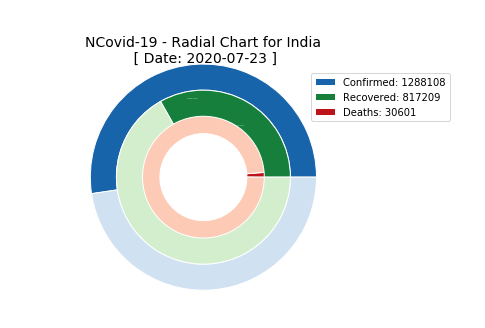 NCovid-19 - Radial Chart for India
[ Date: 2020-07-23 ]
Confirmed: 1288108
Recovered: 817209
Deaths: 30601